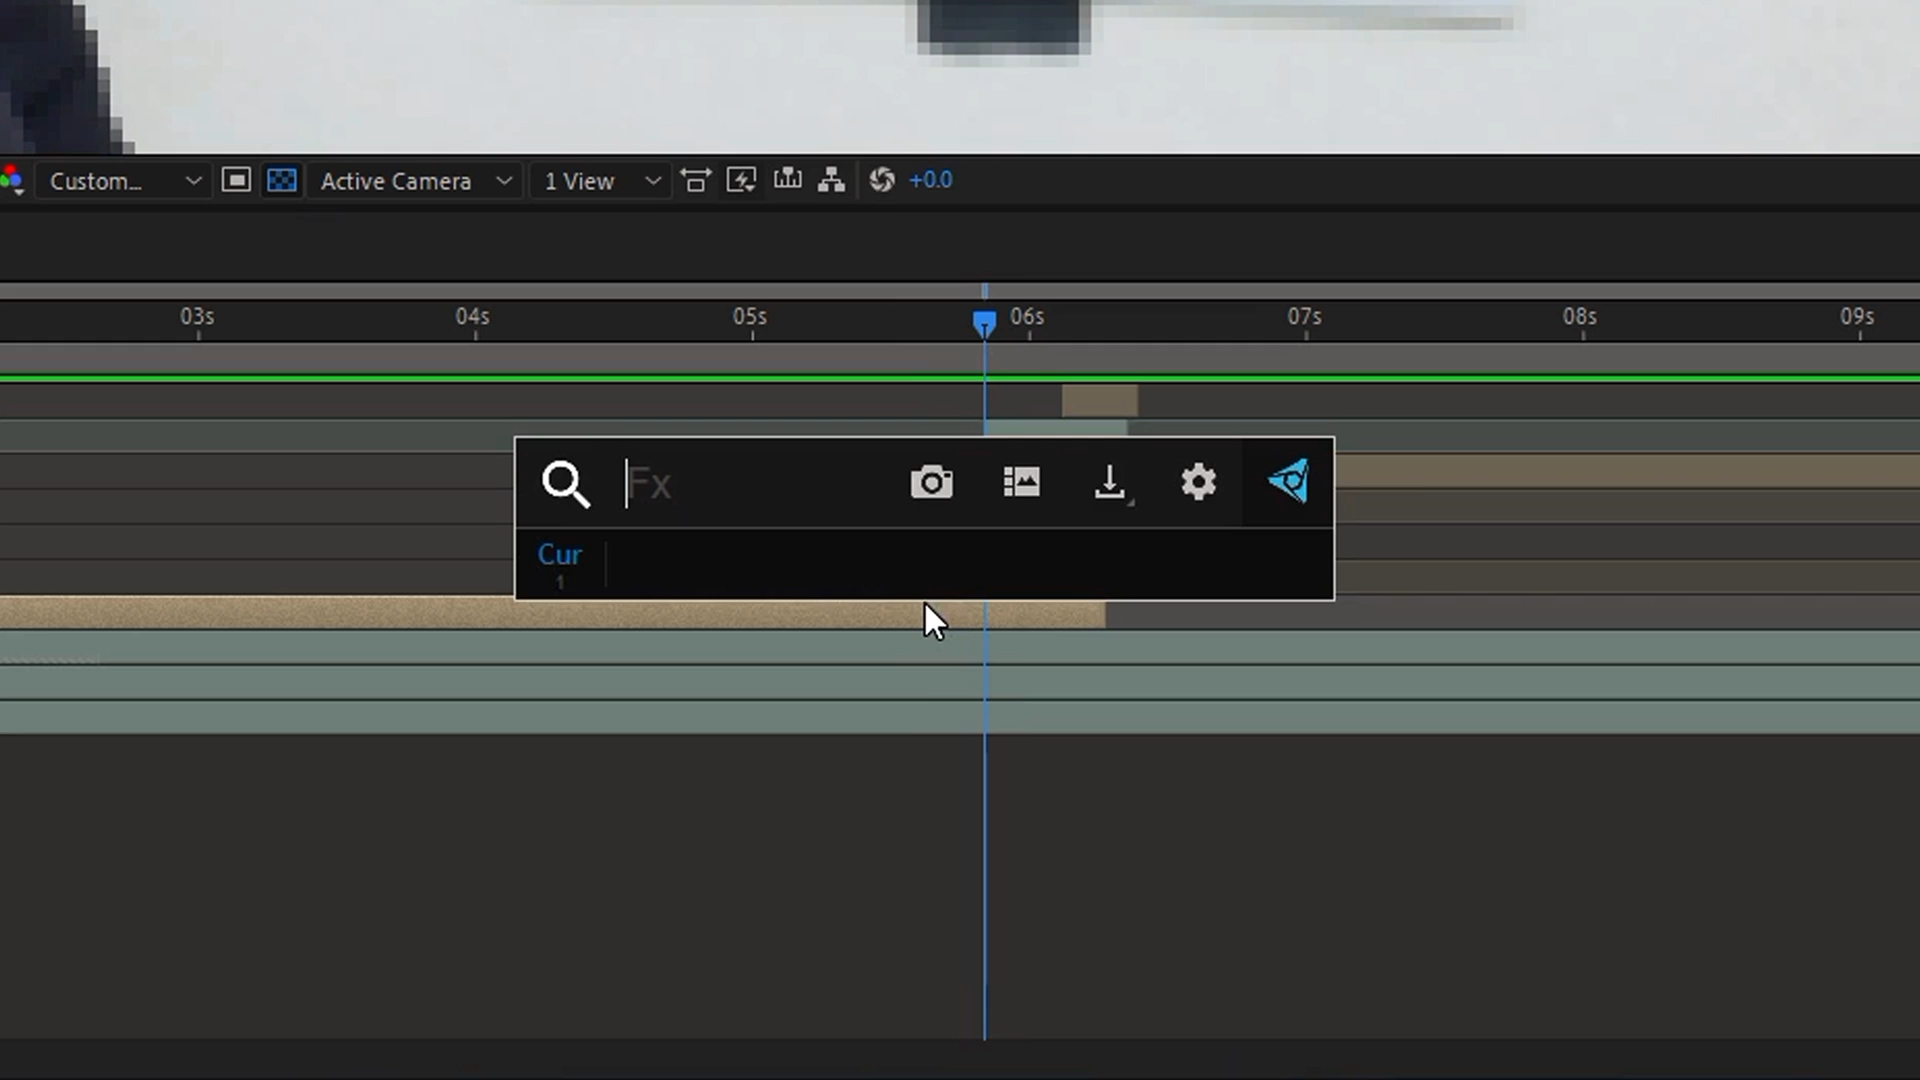 Custom...
Active Camera
1 View
+0.0
03s
04s
05s
06s
07s
08s
09s
Fx
Cur
1